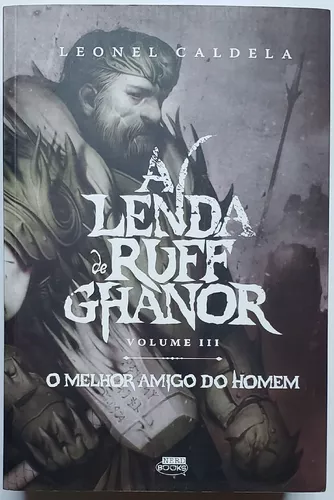 LEONEL CALDELA
A
LENDA
de RUFF
GHANOR
VOLUME III
O MELHOR AMIGO DO HOMEM
NERD
BOOKS